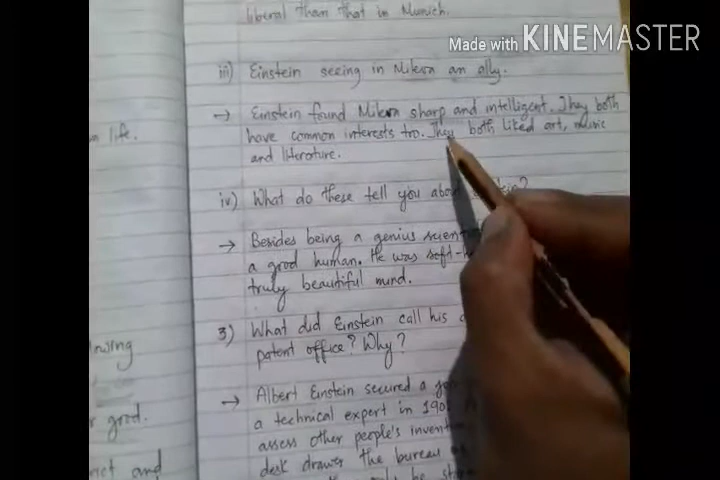 liberal than that in Munich.
Made with KINEMASTER
iii) Einstein seeing in Mileva an ally.
→ Einstein found Mileva sharp and intelligent. They both
n life.
have common interests too. They both liked art, music
and literature.
iv) What do these tell you about
→ Besides being a genius
a good human. He was soft-
truly beautiful mind.
3) What did Einstein call his
patent office? Why?
→ Albert Einstein secured a
good.
a technical expert in
assess other people's
desk drawer the bureau
and